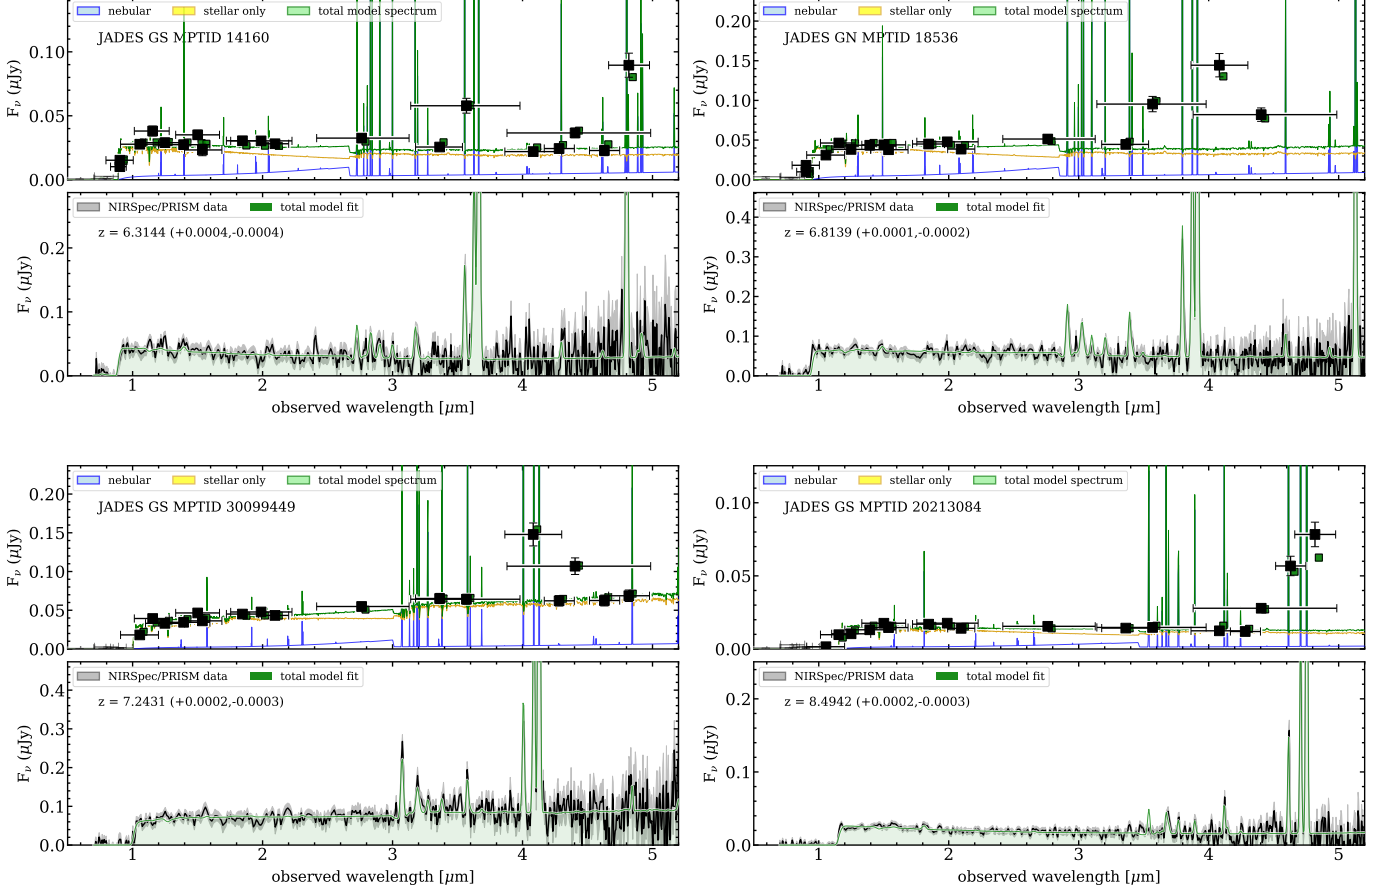 nebular stellar only total model spectrum
JADES GS MPTID 14160
0.10
0.05
0.00
Fν (μJy)
NIRSpec/PRISM data total model fit
z = 6.3144 (+0.0004,-0.0004)
0.2
0.1
0.0
Fν (μJy)
1 2 3 4 5
observed wavelength [μm]
nebular stellar only total model spectrum
JADES GN MPTID 18536
0.20
0.15
0.10
0.05
0.00
Fν (μJy)
NIRSpec/PRISM data total model fit
z = 6.8139 (+0.0001,-0.0002)
0.4
0.3
0.2
0.1
0.0
Fν (μJy)
1 2 3 4 5
observed wavelength [μm]
nebular stellar only total model spectrum
JADES GS MPTID 30099449
0.20
0.15
0.10
0.05
0.00
Fν (μJy)
NIRSpec/PRISM data total model fit
z = 7.2431 (+0.0002,-0.0003)
0.4
0.3
0.2
0.1
0.0
Fν (μJy)
1 2 3 4 5
observed wavelength [μm]
nebular stellar only total model spectrum
JADES GS MPTID 20213084
0.10
0.05
0.00
Fν (μJy)
NIRSpec/PRISM data total model fit
z = 8.4942 (+0.0002,-0.0003)
0.2
0.1
0.0
Fν (μJy)
1 2 3 4 5
observed wavelength [μm]